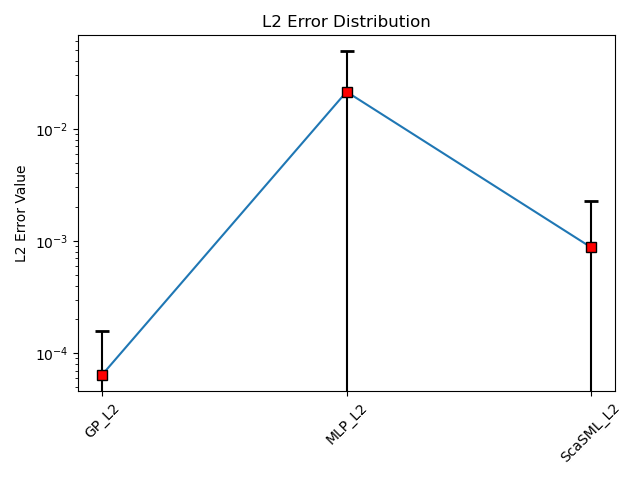 L2 Error Distribution
L2 Error Value
10⁻²
10⁻³
10⁻⁴
GP_L2
MLP_L2
ScaSML_L2